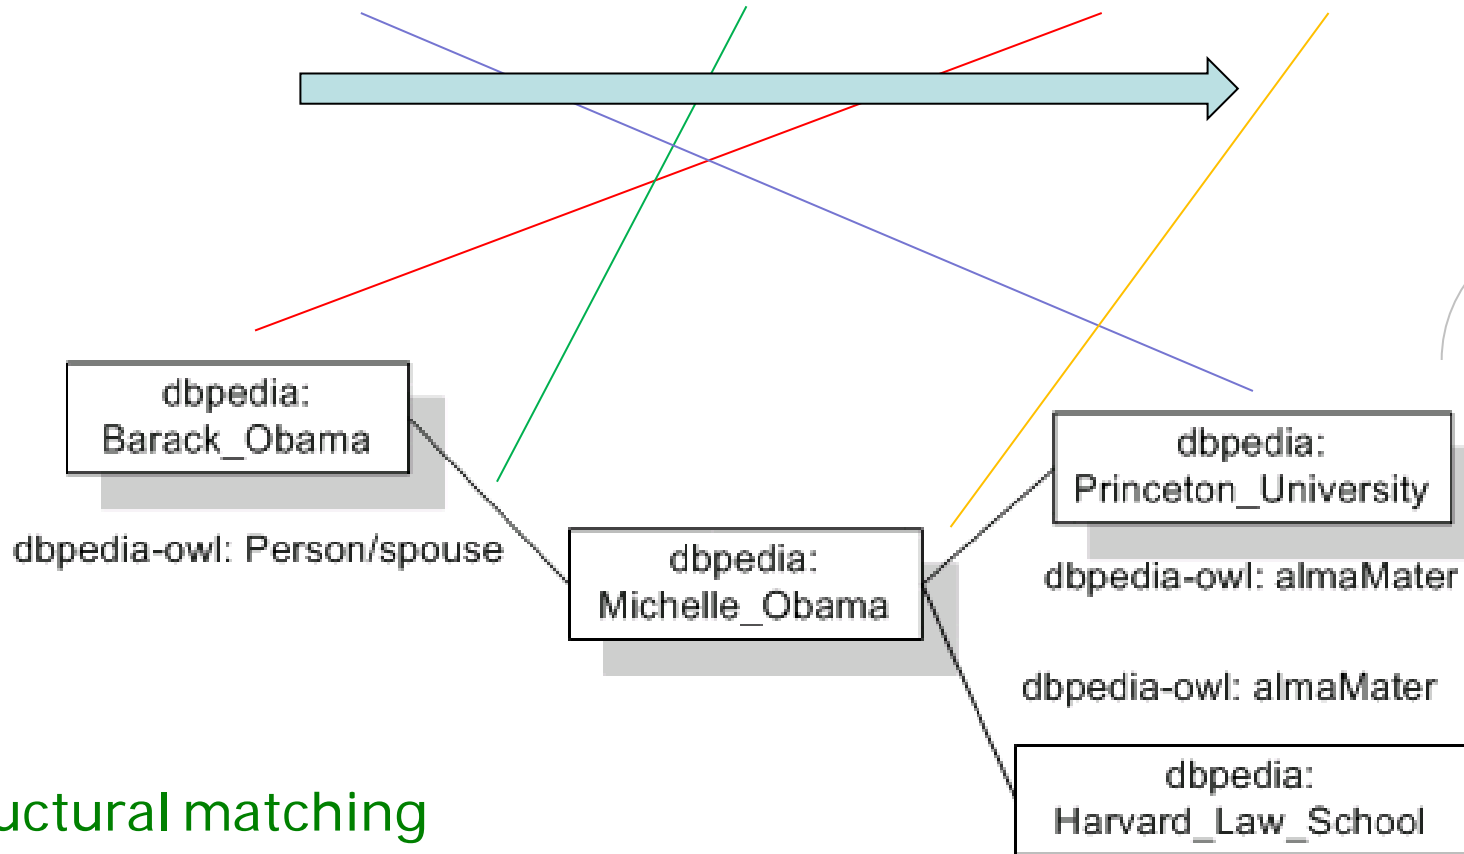 dbpedia:
Barack_Obama
dbpedia-owl: Person/spouse
dbpedia:
Michelle_Obama
dbpedia:
Princeton_University
dbpedia-owl: almaMater
dbpedia-owl: almaMater
dbpedia:
Harvard_Law_School
uctural matching